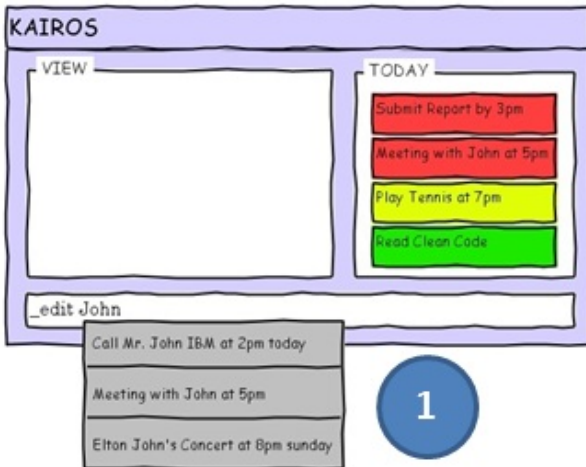 KAIROS
VIEW
TODAY
Submit Report by 3pm
Meeting with John at 5pm
Play Tennis at 7pm
Read Clean Code
_edit John
Call Mr. John IBM at 2pm today
Meeting with John at 5pm
Elton John's Concert at 8pm sunday
1